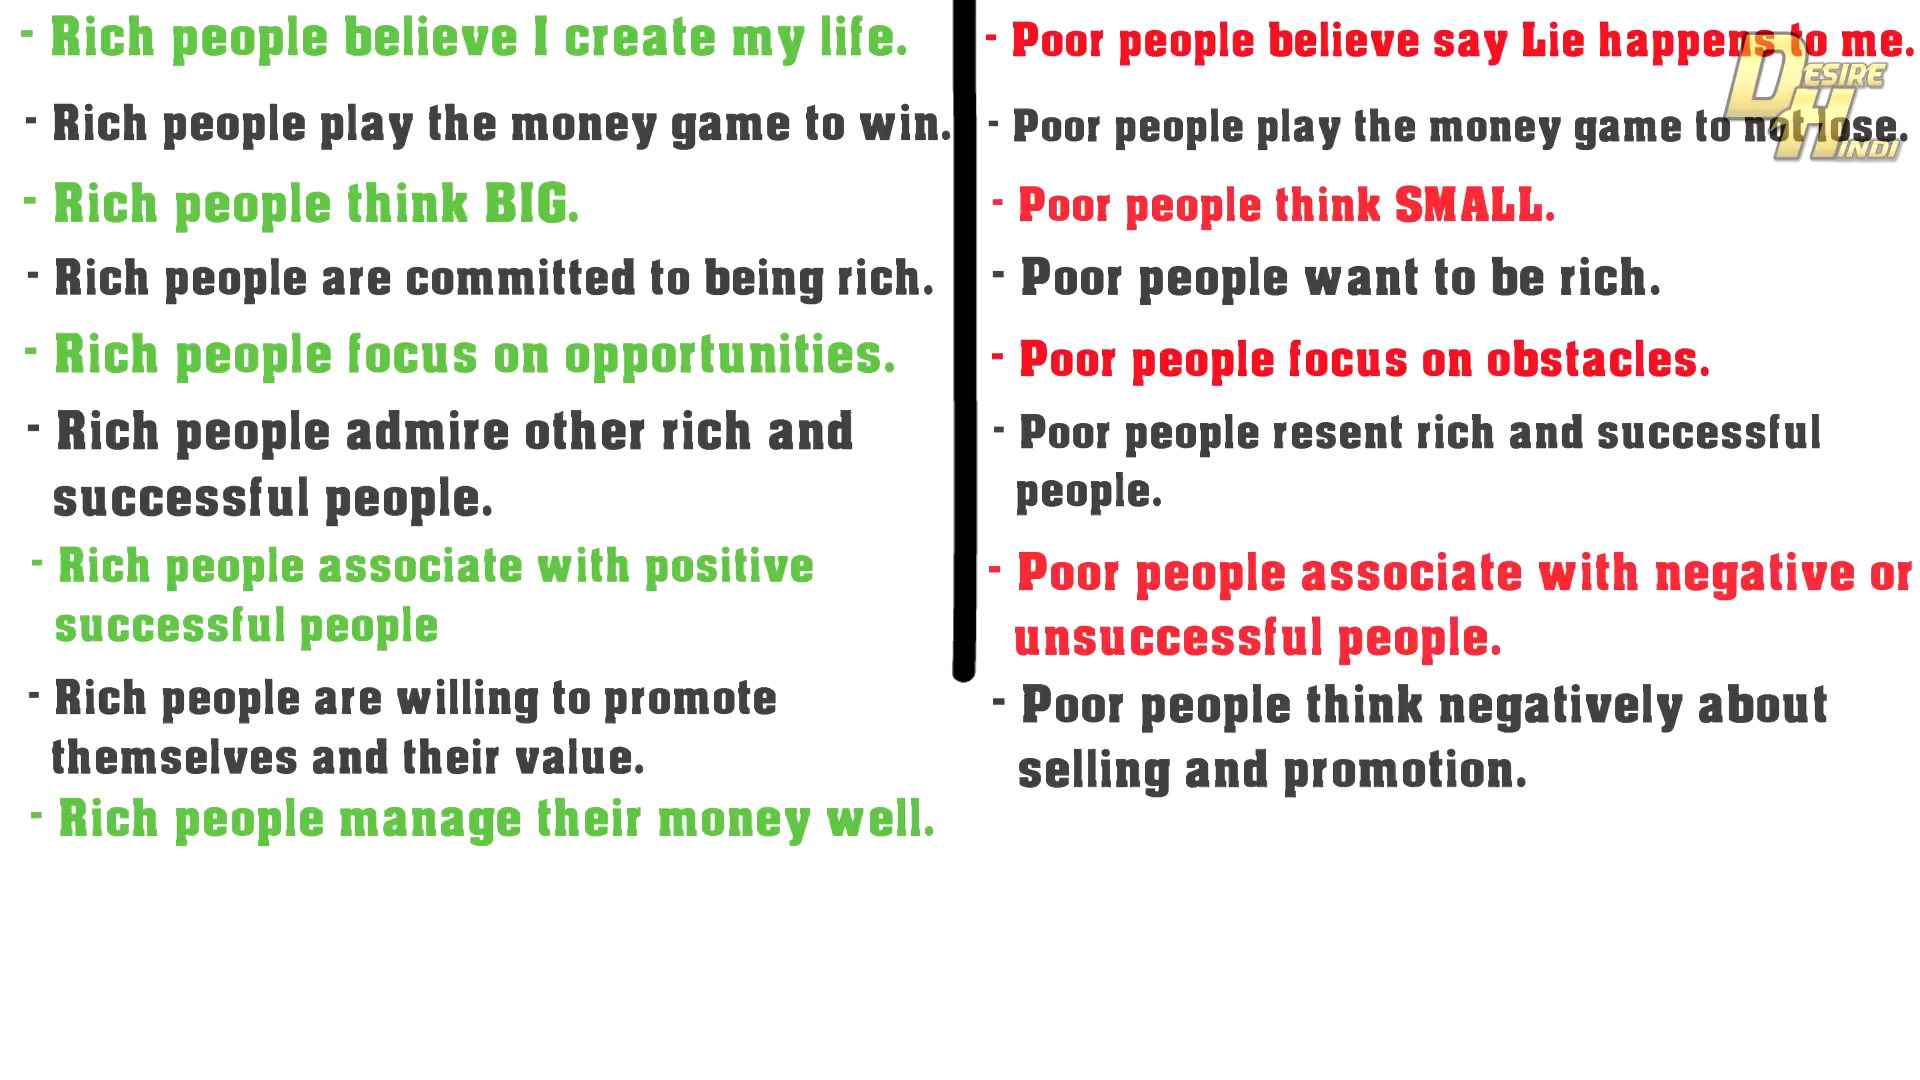 - Rich people believe I create my life.
- Rich people play the money game to win.
- Rich people think BIG.
- Rich people are committed to being rich.
- Rich people focus on opportunities.
- Rich people admire other rich and
successful people.
- Rich people associate with positive
successful people
- Rich people are willing to promote
themselves and their value.
- Rich people manage their money well.
- Poor people believe say Lie happens to me.
- Poor people play the money game to not lose.
- Poor people think SMALL.
- Poor people want to be rich.
- Poor people focus on obstacles.
- Poor people resent rich and successful
people.
- Poor people associate with negative or
unsuccessful people.
- Poor people think negatively about
selling and promotion.
DESIRE
HINDI